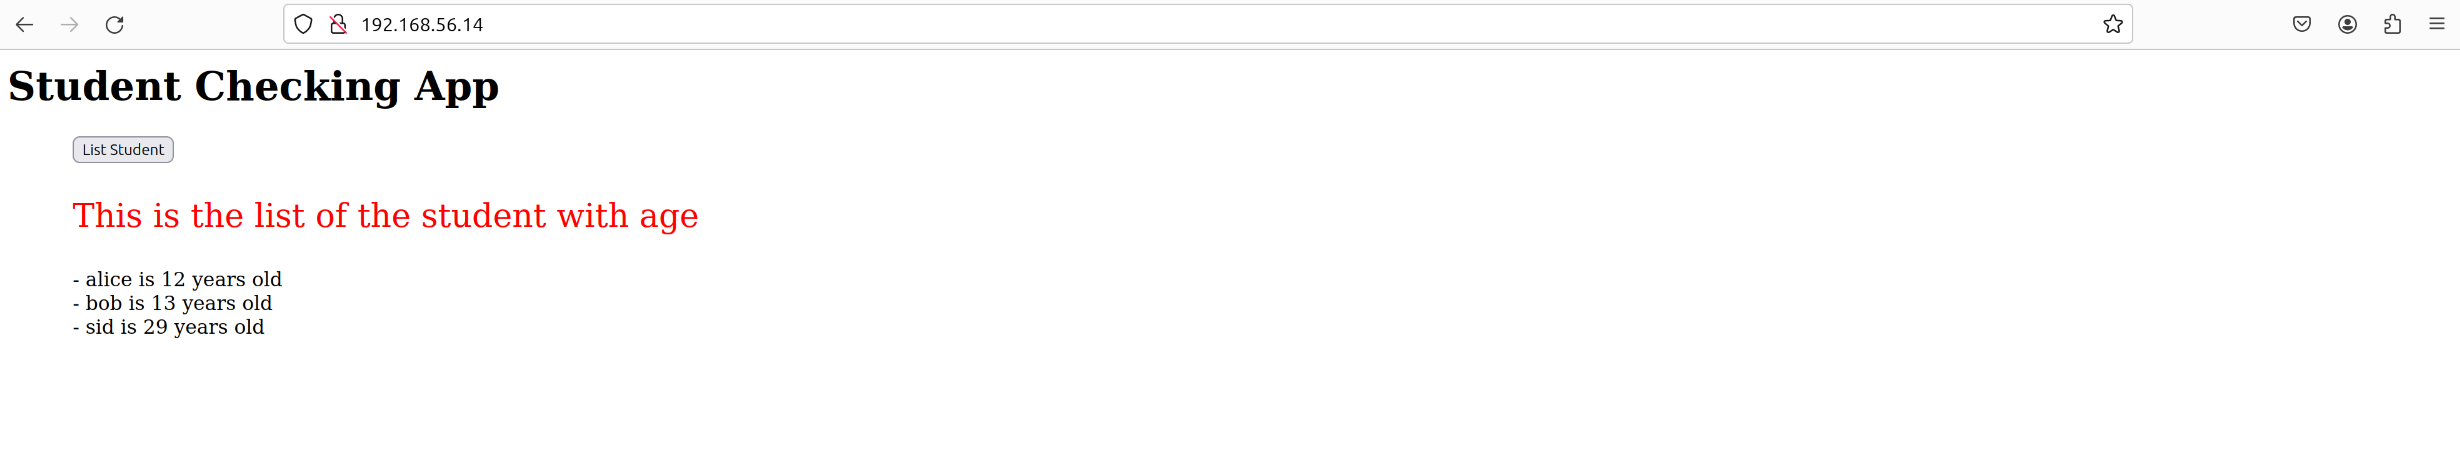 192.168.56.14
Student Checking App
List Student
This is the list of the student with age
- alice is 12 years old
- bob is 13 years old
- sid is 29 years old